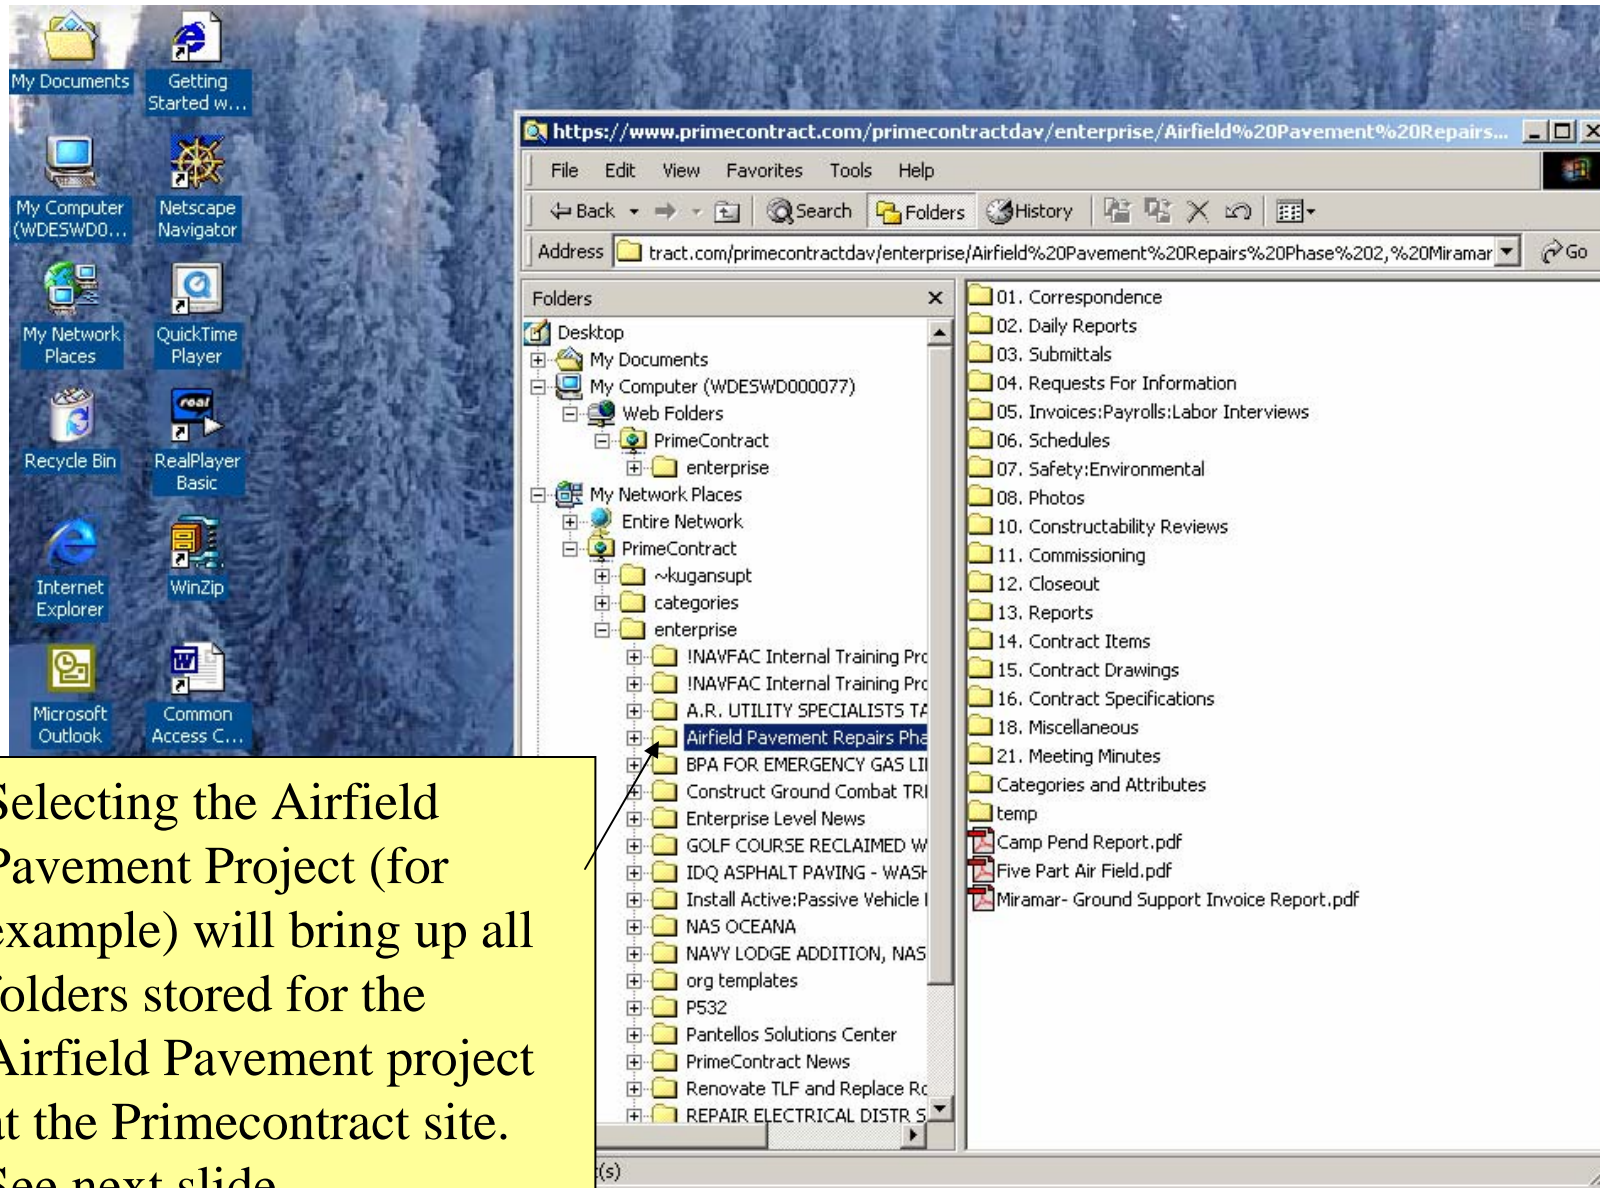 My Documents
Getting
Started w...
My Computer
(WDESWD0...
Netscape
Navigator
My Network
Places
QuickTime
Player
Recycle Bin
real
RealPlayer
Basic
Internet
Explorer
WinZip
Microsoft
Outlook
Common
Access C...
https://www.primecontract.com/primecontractdav/enterprise/Airfield%20Pavement%20Repairs...
File Edit View Favorites Tools Help
Back Search Folders History
Address tract.com/primecontractdav/enterprise/Airfield%20Pavement%20Repairs%20Phase%202,%20Miramar Go
Folders
Desktop
My Documents
My Computer (WDESWD000077)
Web Folders
PrimeContract
enterprise
My Network Places
Entire Network
PrimeContract
~kugansupt
categories
enterprise
!NAVFAC Internal Training Pro
!NAVFAC Internal Training Pro
A.R. UTILITY SPECIALISTS TA
Airfield Pavement Repairs Pha
BPA FOR EMERGENCY GAS LI
Construct Ground Combat TR
Enterprise Level News
GOLF COURSE RECLAIMED W
IDQ ASPHALT PAVING - WASH
Install Active:Passive Vehicle
NAS OCEANA
NAVY LODGE ADDITION, NAS
org templates
P532
Pantellos Solutions Center
PrimeContract News
Renovate TLF and Replace Ro
REPAIR ELECTRICAL DISTR S
01. Correspondence
02. Daily Reports
03. Submittals
04. Requests For Information
05. Invoices:Payrolls:Labor Interviews
06. Schedules
07. Safety:Environmental
08. Photos
10. Constructability Reviews
11. Commissioning
12. Closeout
13. Reports
14. Contract Items
15. Contract Drawings
16. Contract Specifications
18. Miscellaneous
21. Meeting Minutes
Categories and Attributes
temp
Camp Pend Report.pdf
Five Part Air Field.pdf
Miramar- Ground Support Invoice Report.pdf
(s)
Selecting the Airfield
Pavement Project (for
example) will bring up all
folders stored for the
Airfield Pavement project
at the Primecontract site.
See next slide